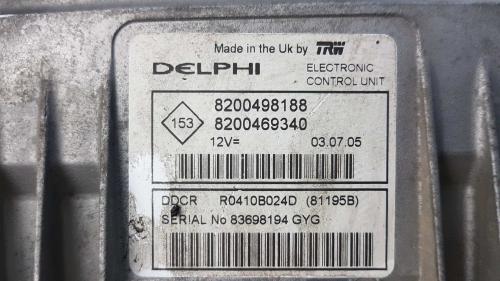 Made in the Uk by TRW
DELPHI
ELECTRONIC
CONTROL UNIT
153
8200498188
8200469340
12V=
03.07.05
DDCR R0410B024D (81195B)
SERIAL No 83698194 GYG